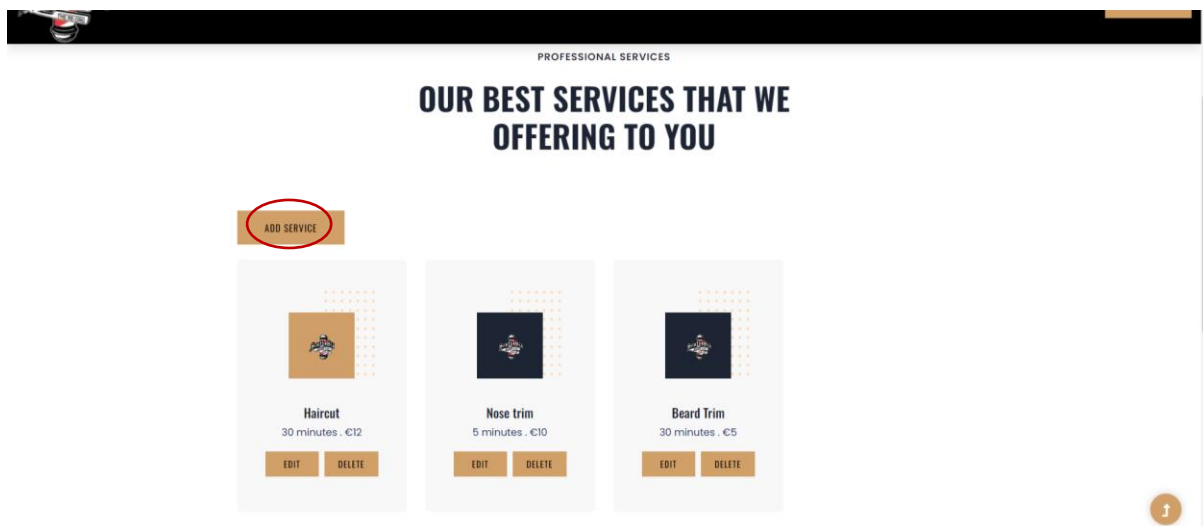 PROFESSIONAL SERVICES
OUR BEST SERVICES THAT WE
OFFERING TO YOU
ADD SERVICE
Haircut
30 minutes . €12
EDIT DELETE
Nose trim
5 minutes . €10
EDIT DELETE
Beard Trim
30 minutes . €5
EDIT DELETE